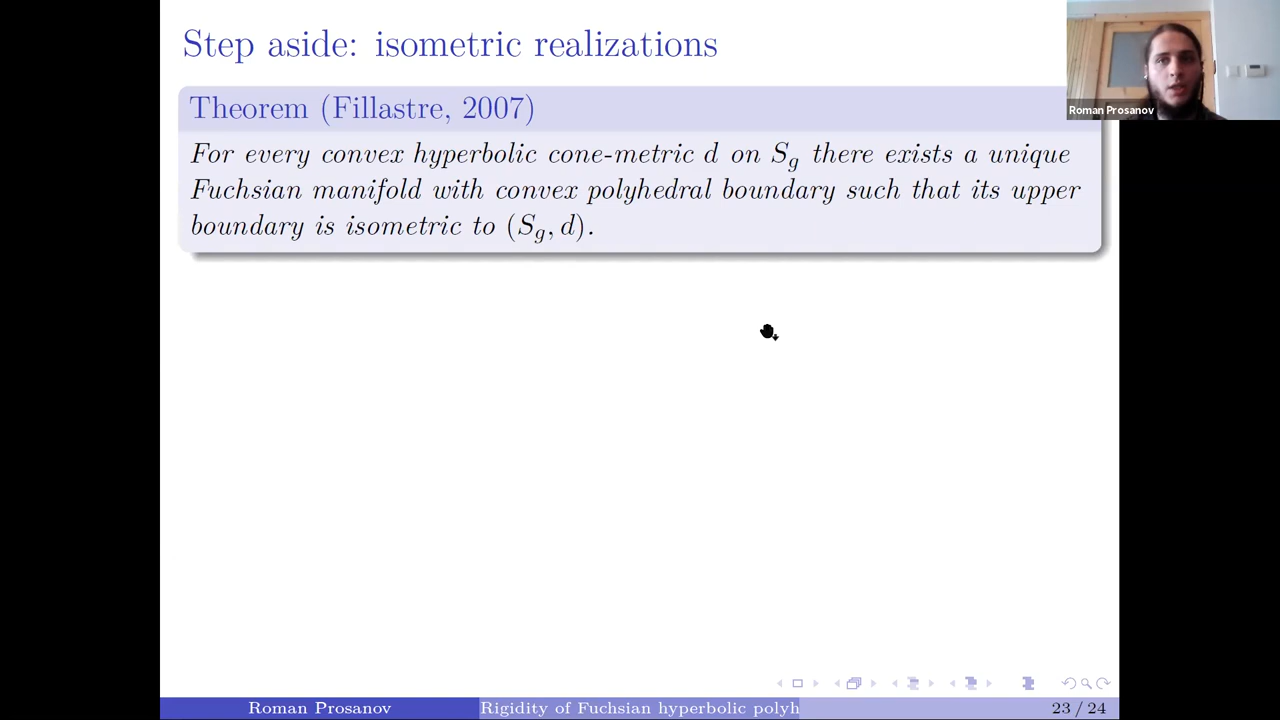 Step aside: isometric realizations
Theorem (Fillastre, 2007)
For every convex hyperbolic cone-metric d on S_g there exists a unique
Fuchsian manifold with convex polyhedral boundary such that its upper
boundary is isometric to (S_g, d).
Roman Prosanov
Roman Prosanov
Rigidity of Fuchsian hyperbolic polyh
23 / 24